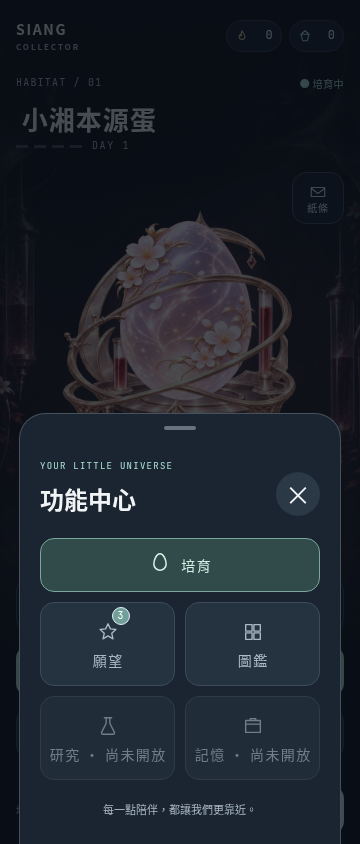 SIANG
COLLECTOR
0
0
HABITAT / 01
培育中
小湘本源蛋
DAY 1
紙條
YOUR LITTLE UNIVERSE
功能中心
培育
3
願望
圖鑑
研究 · 尚未開放
記憶 · 尚未開放
每一點陪伴，都讓我們更靠近。